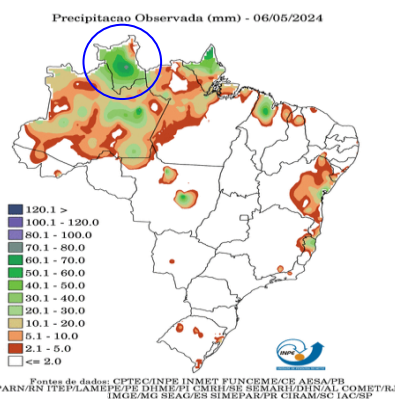 Precipitacao Observada (mm) - 06/05/2024
120.1 >
100.1 - 120.0
80.1 - 100.0
70.1 - 80.0
60.1 - 70.0
50.1 - 60.0
40.1 - 50.0
30.1 - 40.0
20.1 - 30.0
10.1 - 20.0
5.1 - 10.0
2.1 - 5.0
<= 2.0
INPE
Fontes de dados: CPTEC/INPE INMET FUNCEME/CE AESA/PB
PARN/RN ITEP/LAMEPE/PE DHME/PI CMRH/SE SEMARH/DHN/AL COMET/RJ
IMGE/MG SEAG/ES SIMEPAR/PR CIRAM/SC IAC/SP